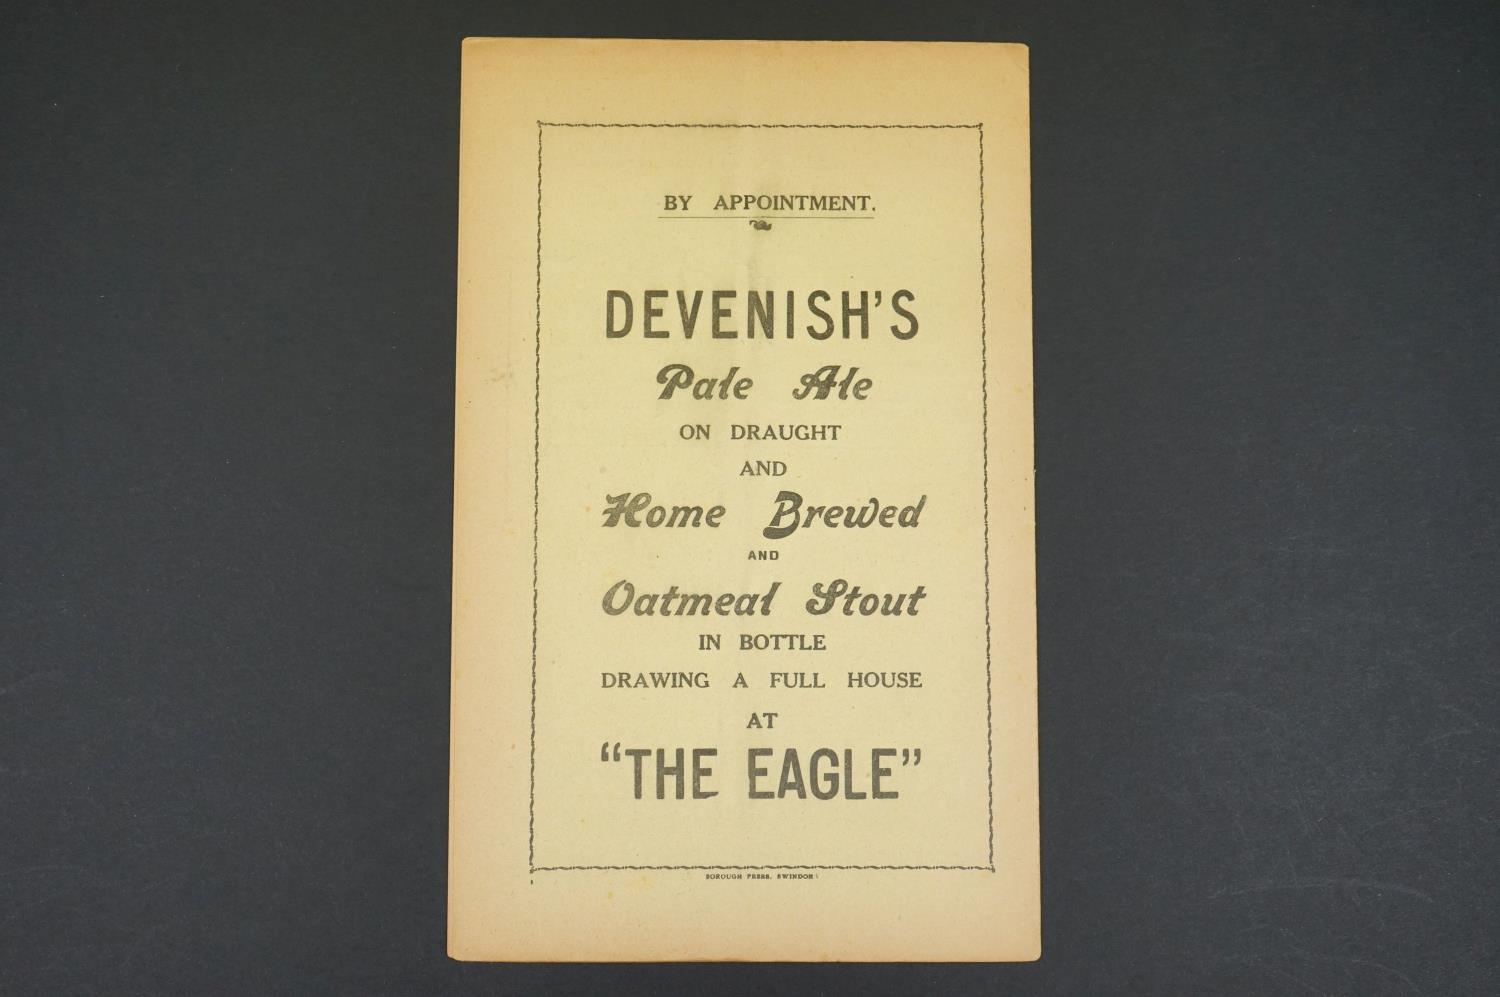 BY APPOINTMENT.
DEVENISH'S
Pale Ale
ON DRAUGHT
AND
Home Brewed
AND
Oatmeal Stout
IN BOTTLE
DRAWING A FULL HOUSE
AT
"THE EAGLE"
BOROUGH PRESS, SWINDON